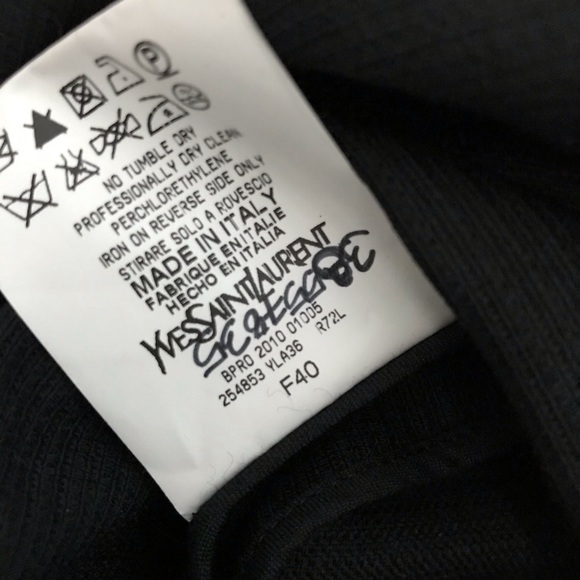 P
NO TUMBLE DRY
PROFESSIONALLY DRY CLEAN
PERCHLORETHYLENE
IRON ON REVERSE SIDE ONLY
STIRARE SOLO A ROVESCIO
MADE IN ITALY
FABRIQUE EN ITALIE
HECHO EN ITALIA
YVESSAINTLAURENT
BPRO 2010 01005
254853 YLA36 R72L
F40